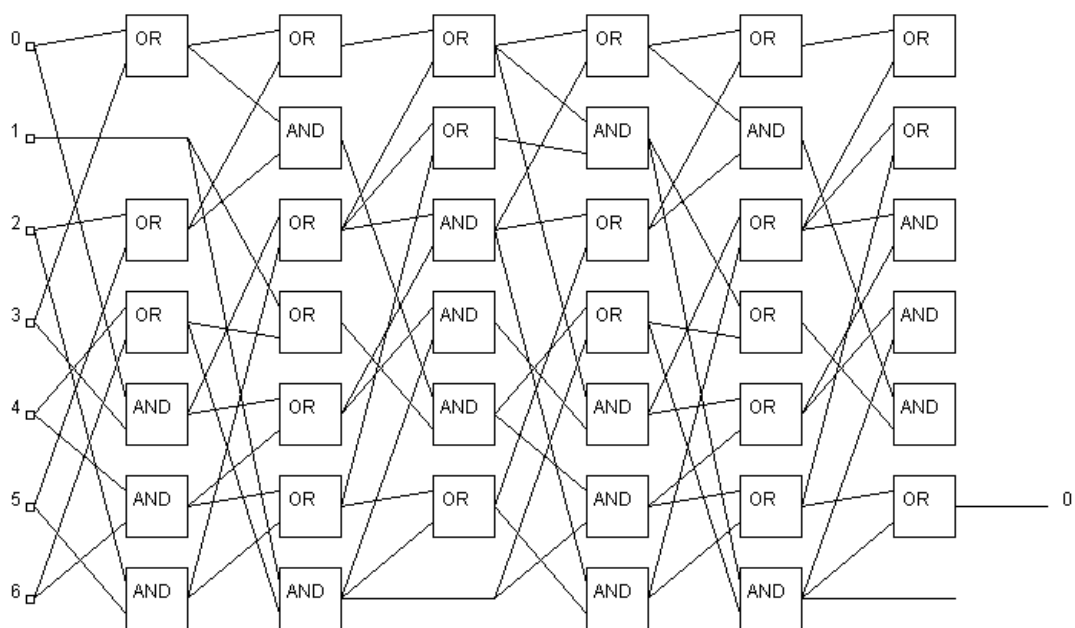 0 OR OR OR OR OR OR
1 AND OR AND AND OR
2 OR OR AND OR OR AND
3 OR OR AND OR OR AND
4 AND OR AND AND OR AND
5 AND OR OR AND OR OR 0
6 AND AND AND AND